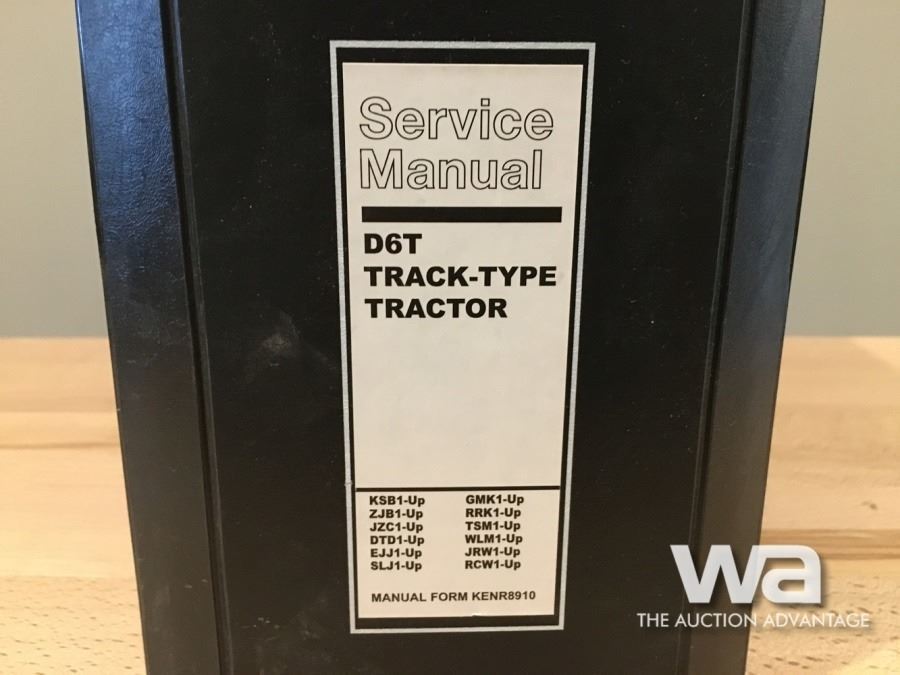 Service
Manual
D6T
TRACK-TYPE
TRACTOR
KSB1-Up GMK1-Up
ZJB1-Up RRK1-Up
JZC1-Up TSM1-Up
DTD1-Up WLM1-Up
EJJ1-Up JRW1-Up
SLJ1-Up RCW1-Up
MANUAL FORM KENR8910
wa
THE AUCTION ADVANTAGE